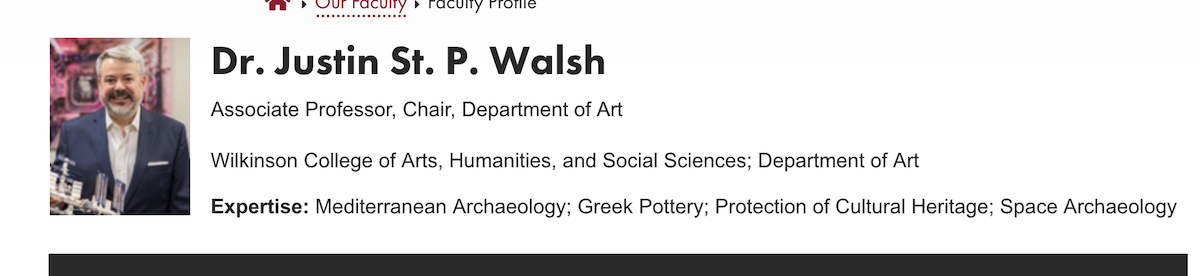 Our Faculty Faculty Profile
Dr. Justin St. P. Walsh
Associate Professor, Chair, Department of Art
Wilkinson College of Arts, Humanities, and Social Sciences; Department of Art
Expertise: Mediterranean Archaeology; Greek Pottery; Protection of Cultural Heritage; Space Archaeology